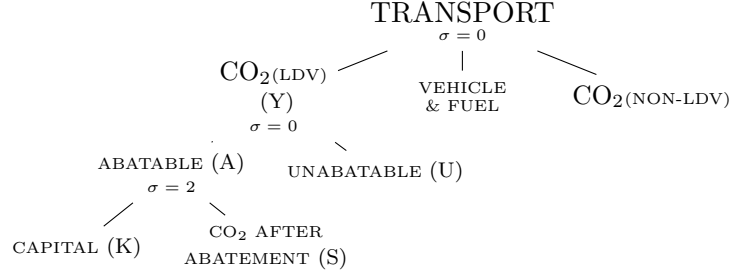 TRANSPORT
σ = 0
CO₂(LDV)
(Y)
σ = 0
VEHICLE
& FUEL
CO₂(NON-LDV)
ABATABLE (A)
σ = 2
UNABATABLE (U)
CAPITAL (K)
CO₂ AFTER
ABATEMENT (S)